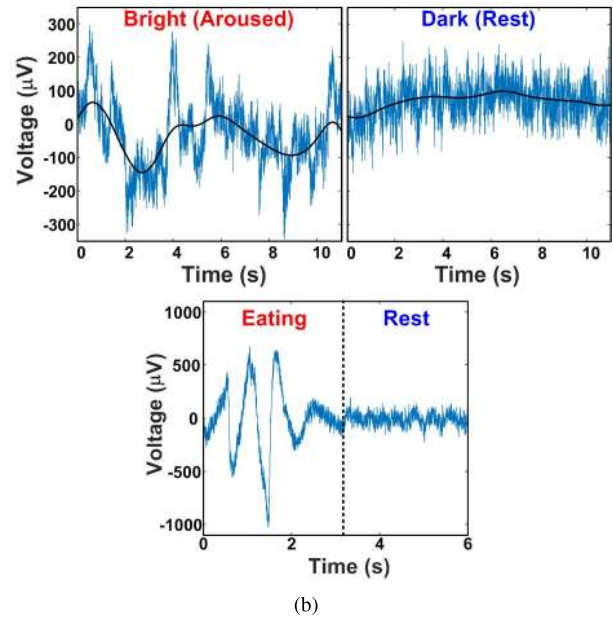 Bright (Aroused)
Dark (Rest)
Voltage (μV)
300
200
100
0
-100
-200
-300
0 2 4 6 8 10
0 2 4 6 8 10
Time (s)
Time (s)
Eating
Rest
Voltage (μV)
1000
500
0
-500
-1000
0 2 4 6
Time (s)
(b)